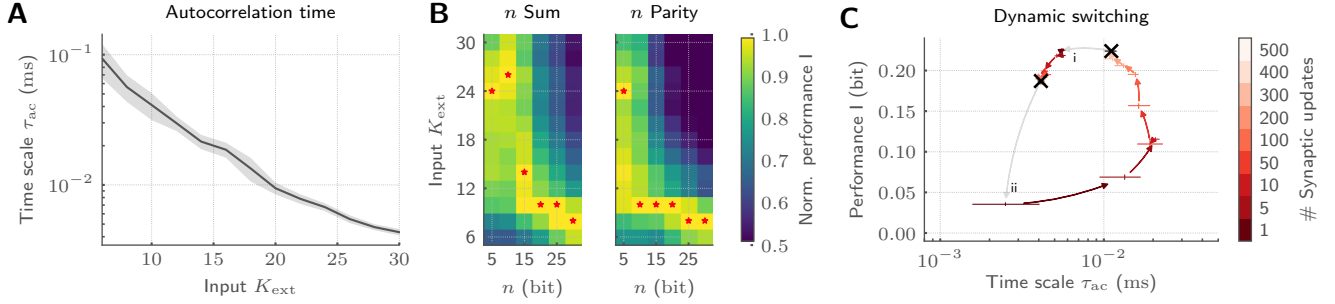 A
Autocorrelation time
Time scale τac (ms)
10⁻¹
10⁻²
10 15 20 25 30
Input Kext
B
n Sum
n Parity
Input Kext
30
24
18
12
6
5 15 25
5 15 25
n (bit)
n (bit)
1.0
0.9
0.8
0.7
0.6
0.5
Norm. performance I
C
Dynamic switching
Performance I (bit)
0.20
0.15
0.10
0.05
0.00
i
ii
10⁻³ 10⁻²
Time scale τac (ms)
500
400
300
200
100
50
10
5
1
# Synaptic updates